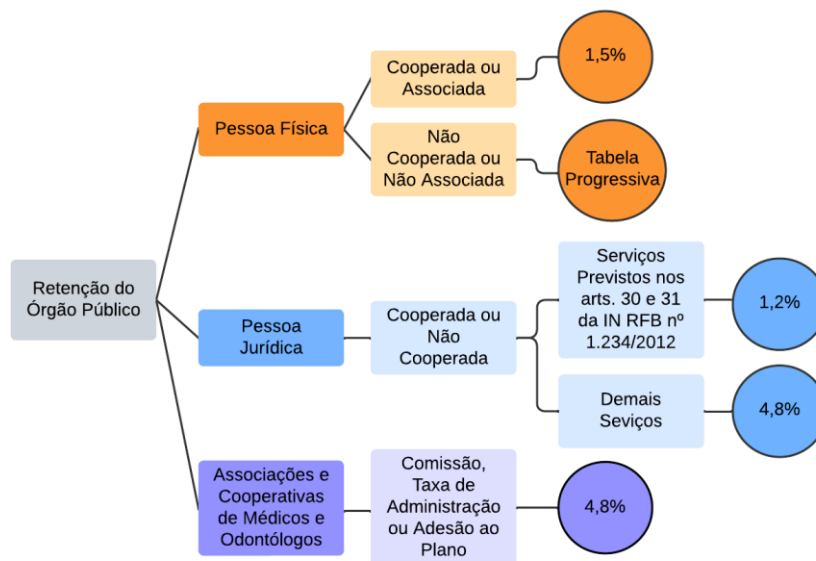 Retenção do
Órgão Público
Pessoa Física
Cooperada ou
Associada
1,5%
Não
Cooperada ou
Não Associada
Tabela
Progressiva
Pessoa
Jurídica
Cooperada ou
Não
Cooperada
Serviços
Previstos nos
arts. 30 e 31
da IN RFB nº
1.234/2012
1,2%
Demais
Seviços
4,8%
Associações e
Cooperativas
de Médicos e
Odontólogos
Comissão,
Taxa de
Administração
ou Adesão ao
Plano
4,8%